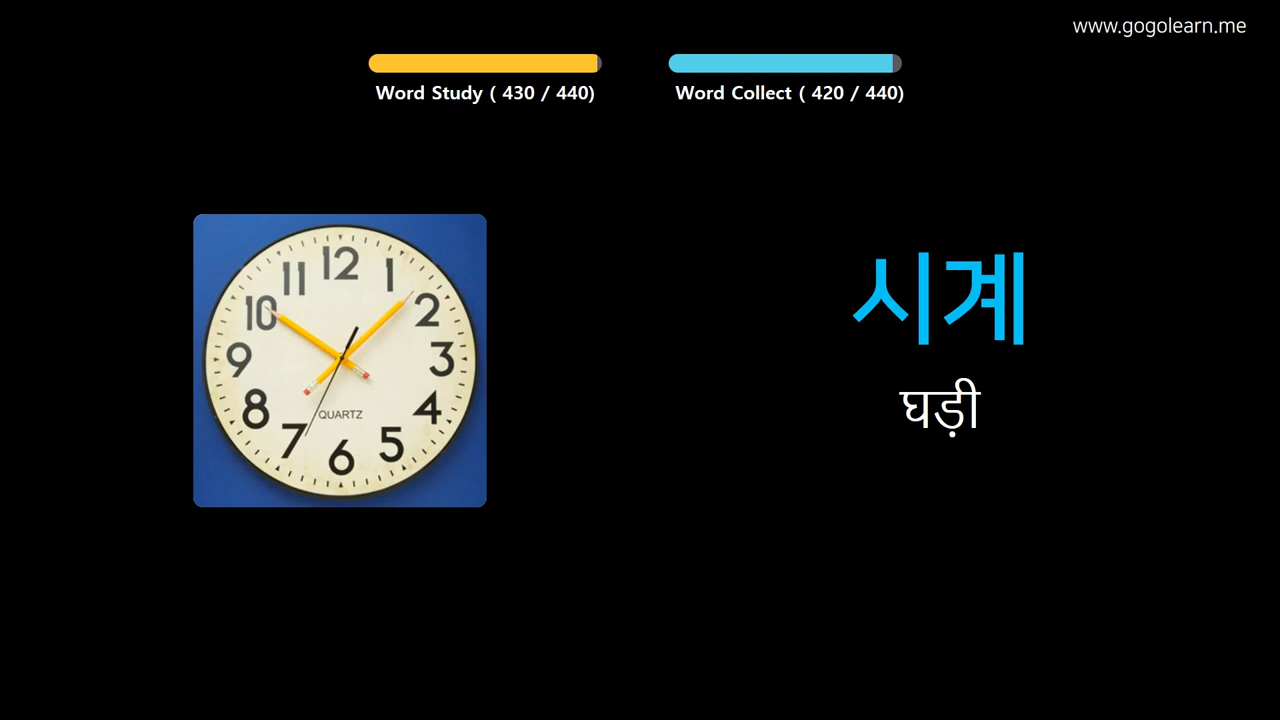 www.gogolearn.me
Word Study ( 430 / 440)
Word Collect ( 420 / 440)
12
11
1
10
2
9
3
8
4
7
5
6
QUARTZ
시계
घड़ी